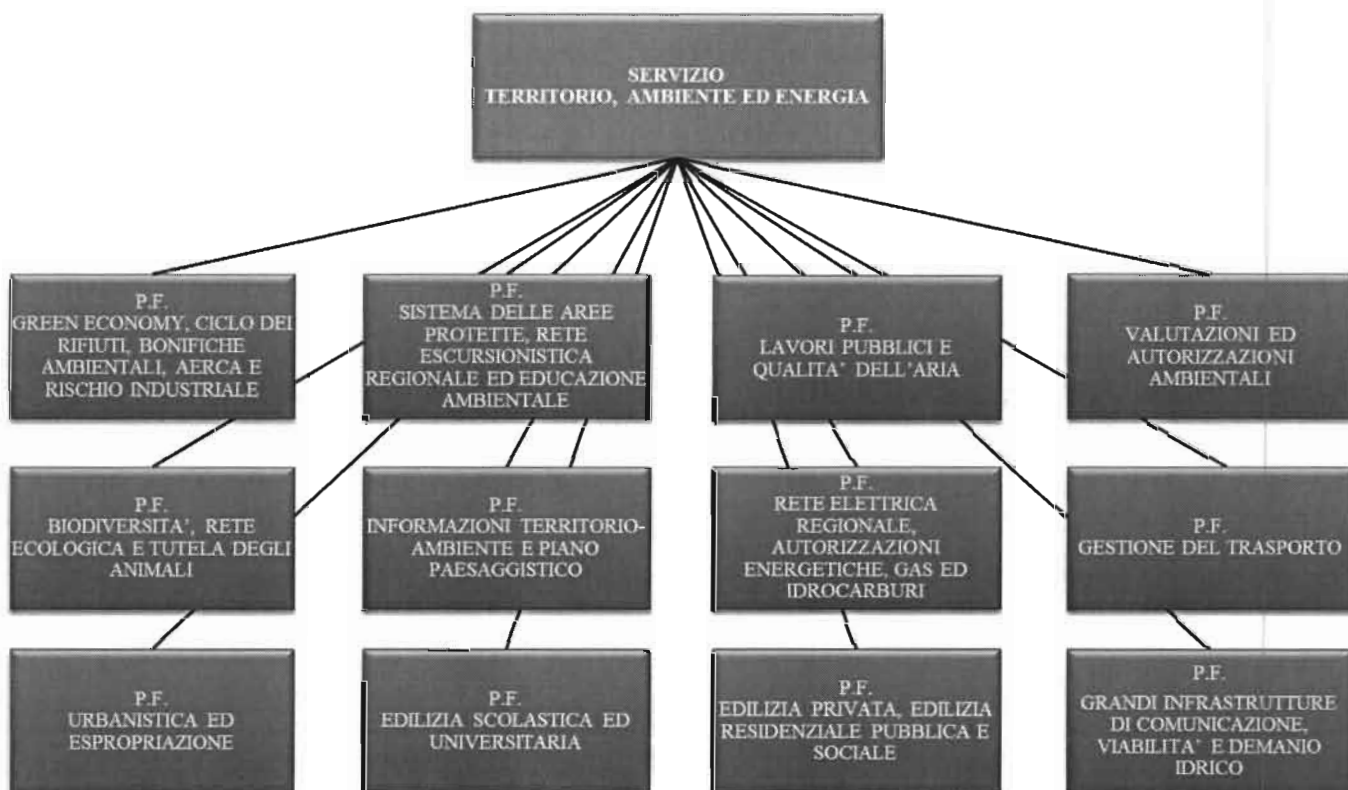 SERVIZIO
TERRITORIO, AMBIENTE ED ENERGIA
P.F.
GREEN ECONOMY, CICLO DEI
RIFIUTI, BONIFICHE
AMBIENTALI, AERCA E
RISCHIO INDUSTRIALE
P.F.
SISTEMA DELLE AREE
PROTETTE, RETE
ESCURSIONISTICA
REGIONALE ED EDUCAZIONE
AMBIENTALE
P.F.
LAVORI PUBBLICI E
QUALITA' DELL'ARIA
P.F.
VALUTAZIONI ED
AUTORIZZAZIONI
AMBIENTALI
P.F.
BIODIVERSITA', RETE
ECOLOGICA E TUTELA DEGLI
ANIMALI
P.F.
INFORMAZIONI TERRITORIO-
AMBIENTE E PIANO
PAESAGGISTICO
P.F.
RETE ELETTRICA
REGIONALE,
AUTORIZZAZIONI
ENERGETICHE, GAS ED
IDROCARBURI
P.F.
GESTIONE DEL TRASPORTO
P.F.
URBANISTICA ED
ESPROPRIAZIONE
P.F.
EDILIZIA SCOLASTICA ED
UNIVERSITARIA
P.F.
EDILIZIA PRIVATA, EDILIZIA
RESIDENZIALE PUBBLICA E
SOCIALE
P.F.
GRANDI INFRASTRUTTURE
DI COMUNICAZIONE,
VIABILITA' E DEMANIO
IDRICO